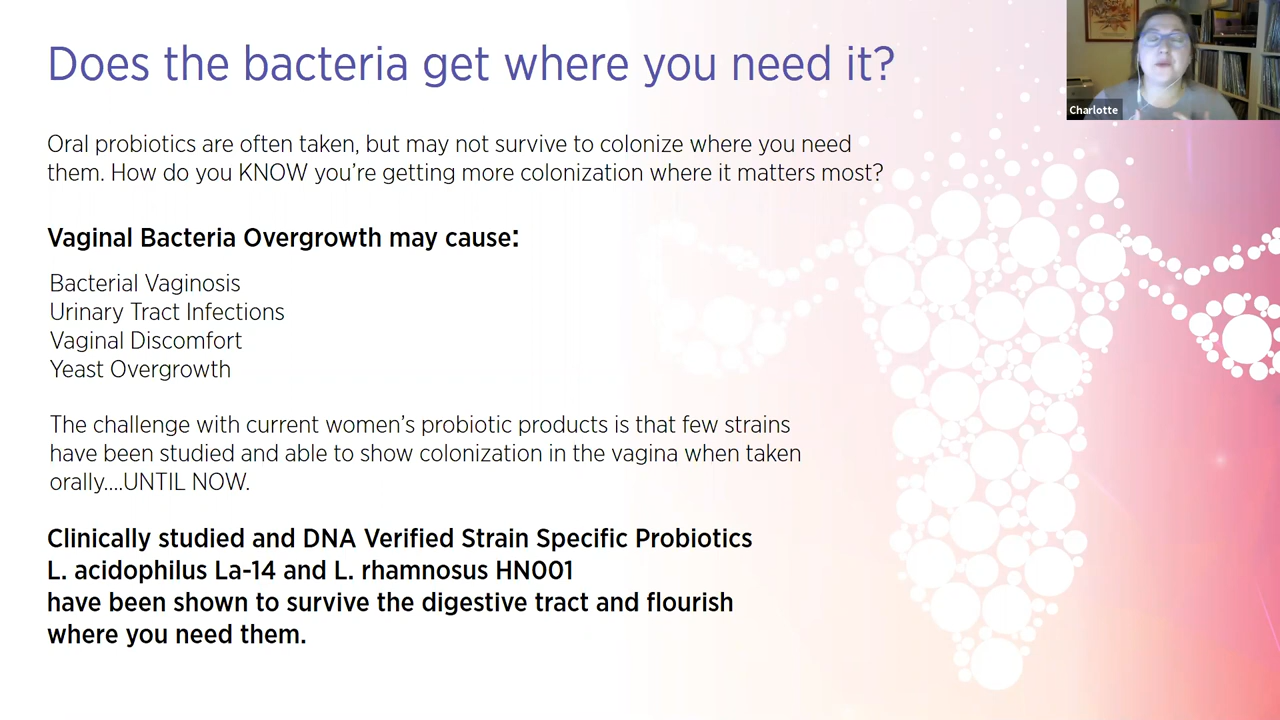 Does the bacteria get where you need it?
Charlotte
Oral probiotics are often taken, but may not survive to colonize where you need
them. How do you KNOW you’re getting more colonization where it matters most?
Vaginal Bacteria Overgrowth may cause:
Bacterial Vaginosis
Urinary Tract Infections
Vaginal Discomfort
Yeast Overgrowth
The challenge with current women’s probiotic products is that few strains
have been studied and able to show colonization in the vagina when taken
orally....UNTIL NOW.
Clinically studied and DNA Verified Strain Specific Probiotics
L. acidophilus La-14 and L. rhamnosus HN001
have been shown to survive the digestive tract and flourish
where you need them.